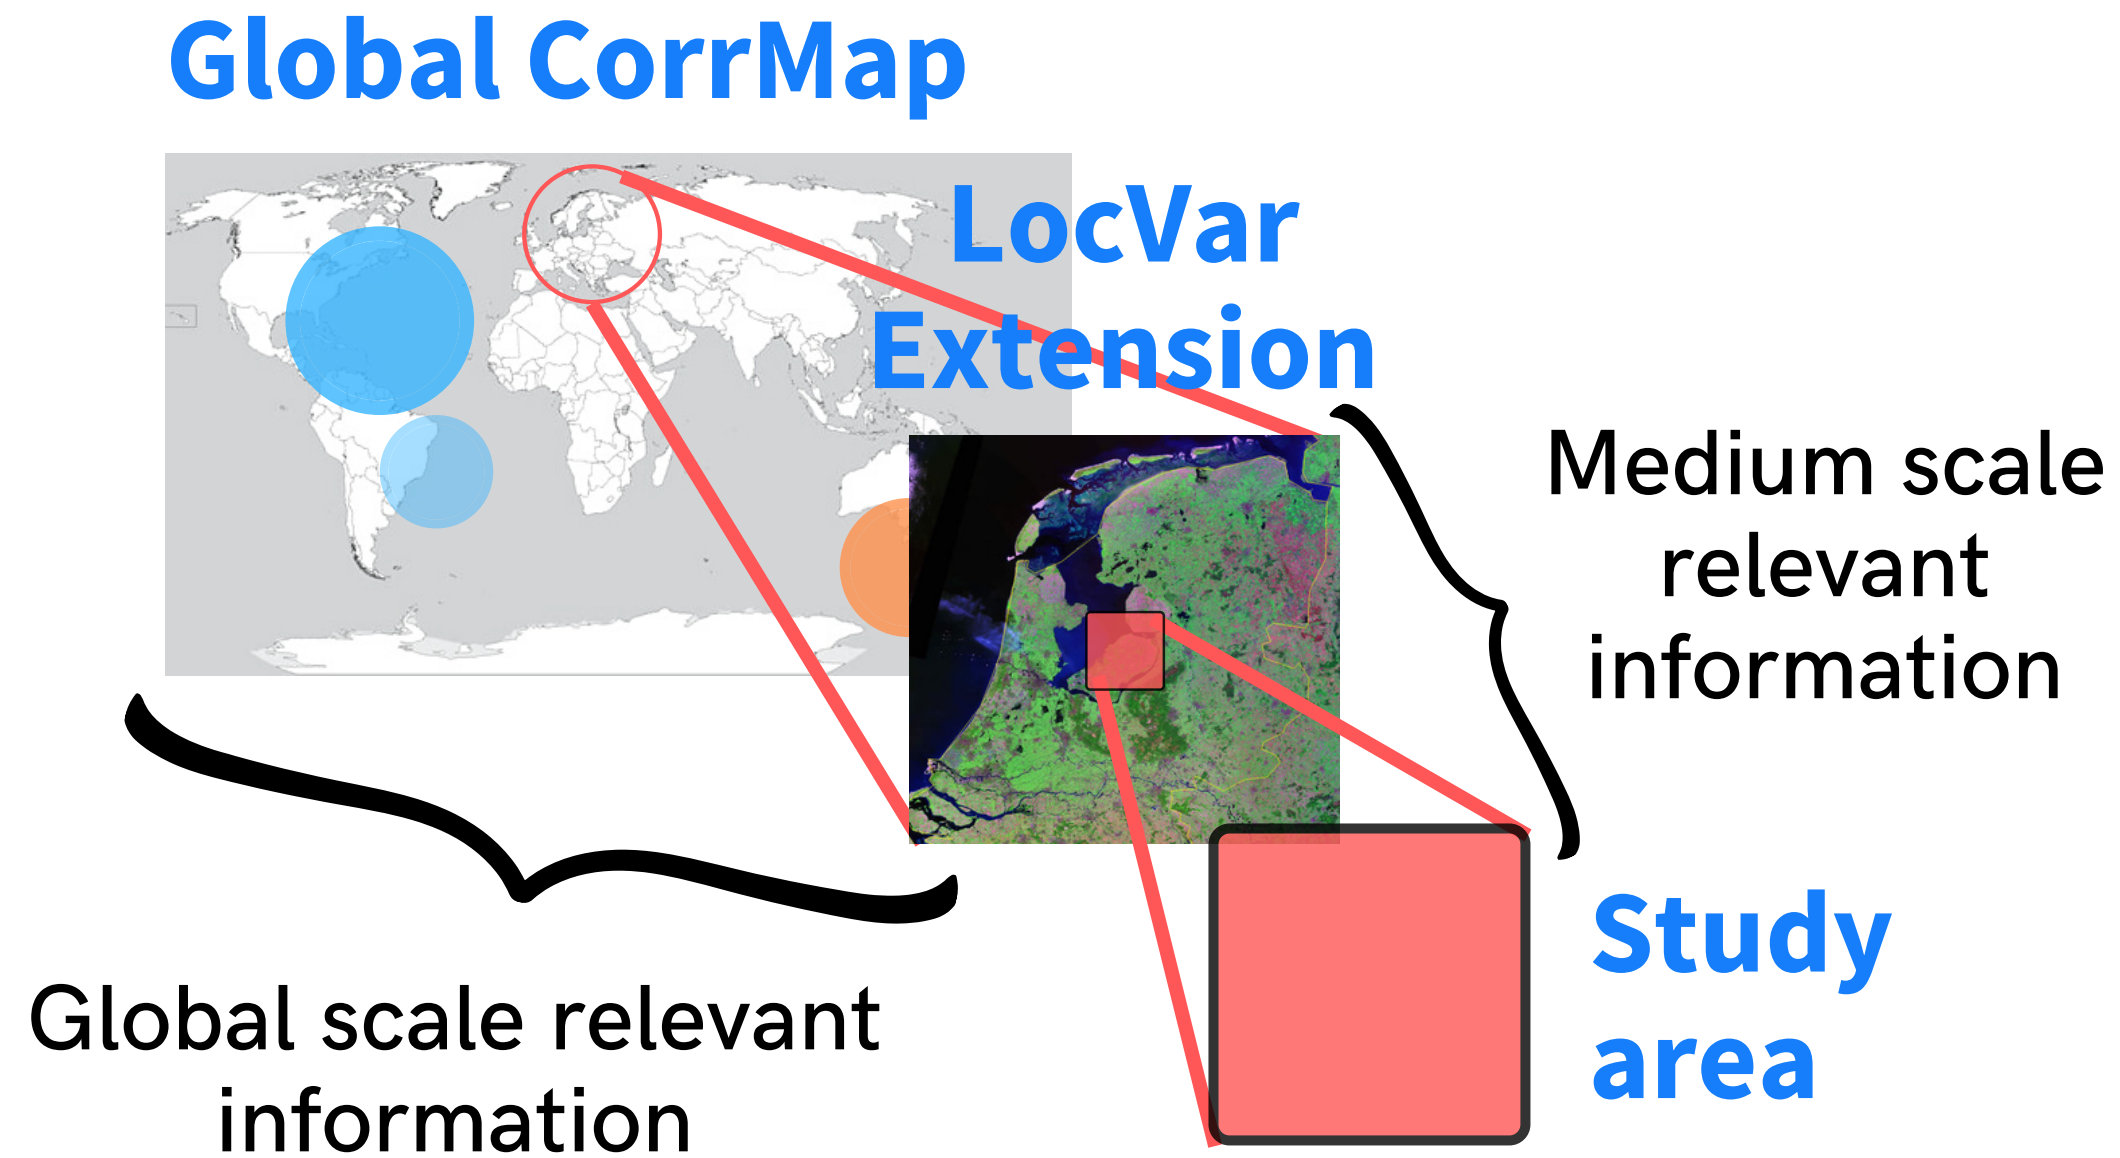 Global CorrMap
LocVar
Extension
Medium scale
relevant
information
Study
area
Global scale relevant
information